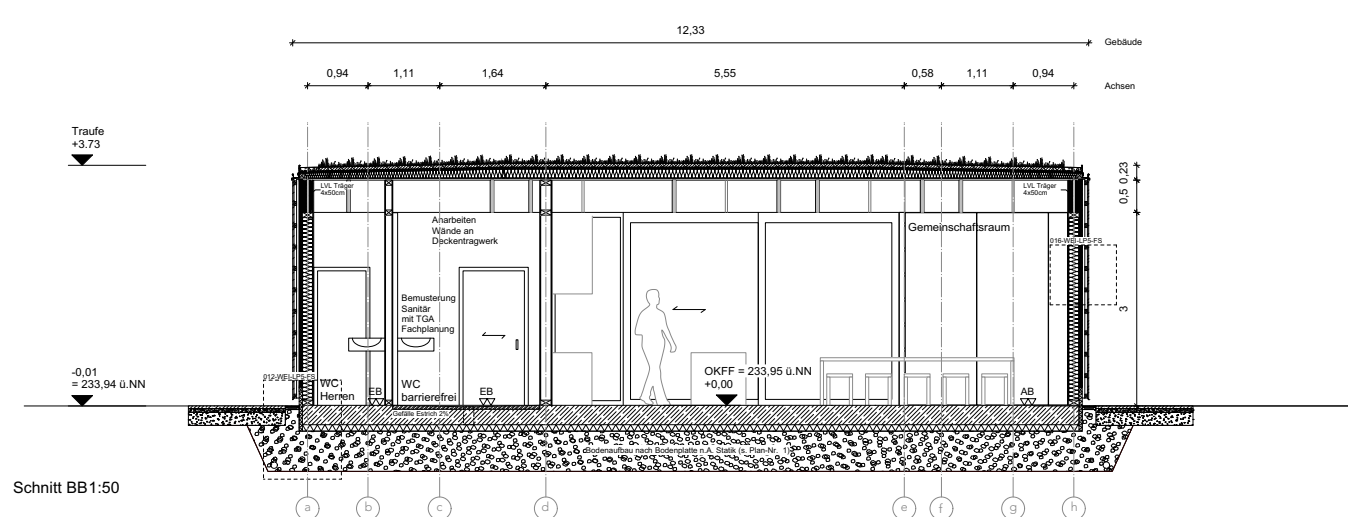 12,33
Gebäude
0,94
1,11
1,64
5,55
0,58
1,11
0,94
Achsen
Traufe
+3.73
0,23
0,5
3
LVL Träger
4x50cm
LVL Träger
4x50cm
Anarbeiten
Wände an
Deckentragwerk
Gemeinschaftsraum
016-WEI-LP5-FS
Bemusterung
Sanitär
mit TGA
Fachplanung
-0,01
= 233,94 ü.NN
012-WEI-LP5-FS
WC
Herren
EB
WC
barrierefrei
EB
OKFF = 233,95 ü.NN
+0,00
AB
Gefälle Estrich 2%
Bodenaufbau nach Bodenplatte n.A. Statik (s. Plan-Nr. 1)
Schnitt BB1:50
a
b
c
d
e
f
g
h